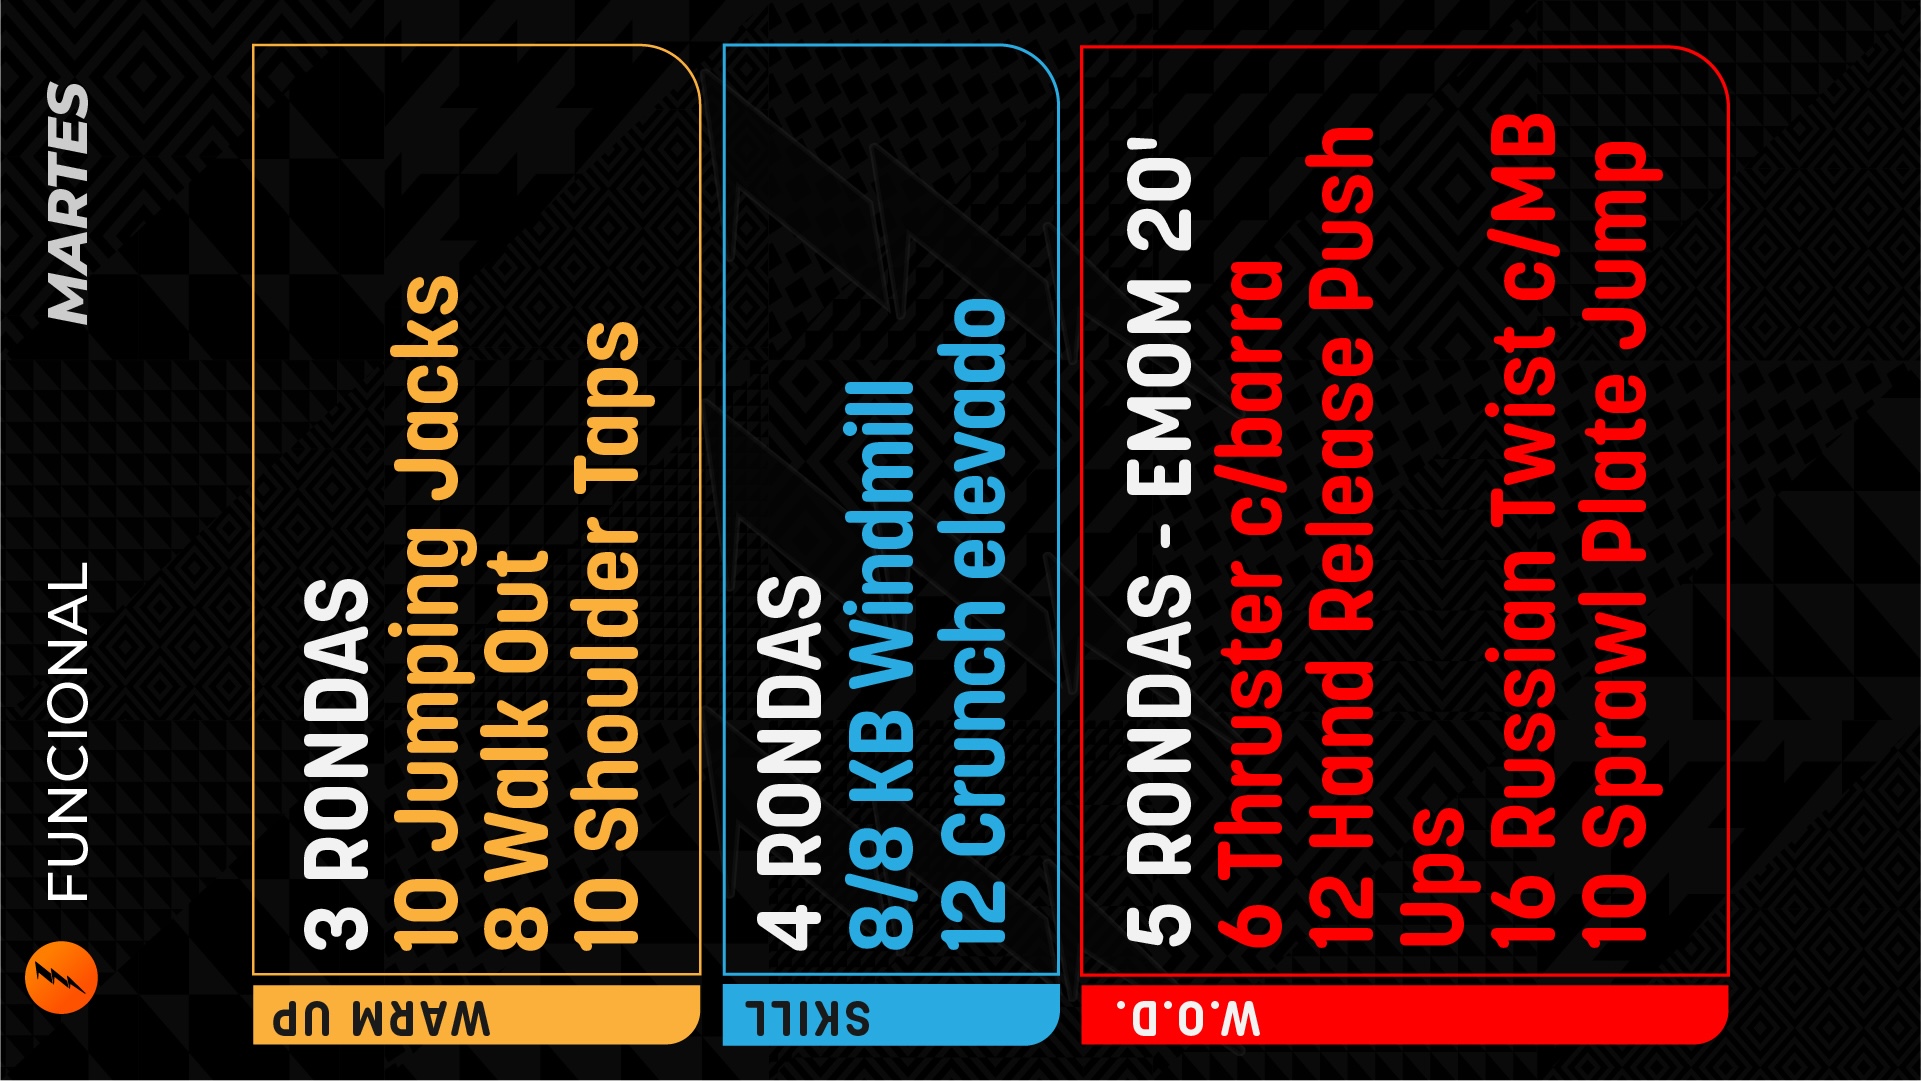 FUNCIONAL
MARTES
WARM UP
3 RONDAS
10 Jumping Jacks
8 Walk Out
10 Shoulder Taps
SKILL
4 RONDAS
8/8 KB Windmill
12 Crunch elevado
W.O.D.
5 RONDAS - EMOM 20'
6 Thruster c/barra
12 Hand Release Push
Ups
16 Russian Twist c/MB
10 Sprawl Plate Jump